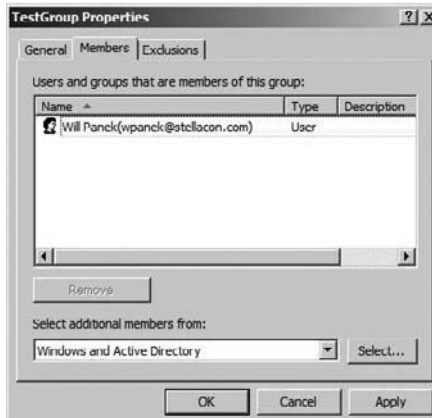 TestGroup Properties
General Members Exclusions
Users and groups that are members of this group:
Name Type Description
Will Panek(wpanek@stellacon.com) User
Remove
Select additional members from:
Windows and Active Directory Select...
OK Cancel Apply